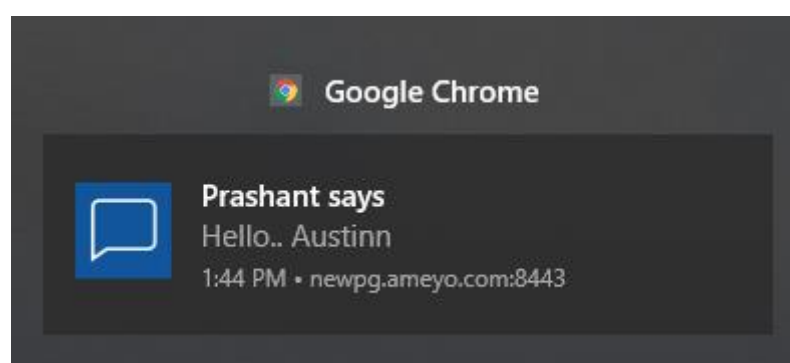 Google Chrome
Prashant says
Hello.. Austinn
1:44 PM • newpg.ameyo.com:8443